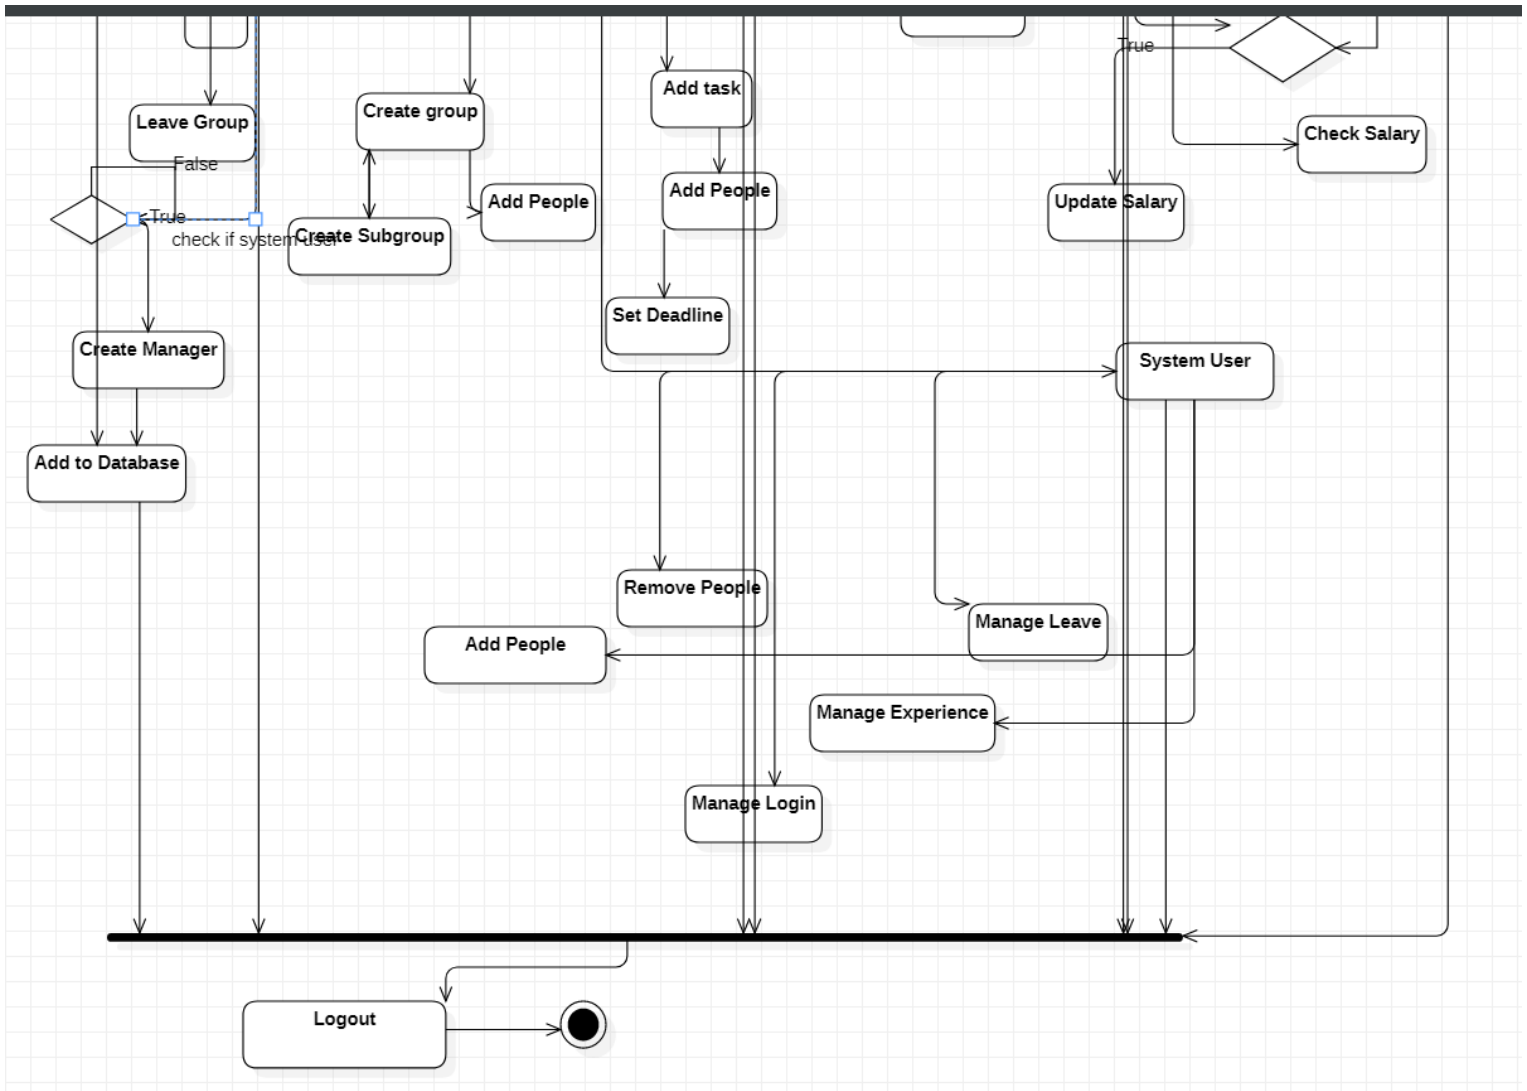 True
Add task
Create group
Leave Group
Check Salary
False
Add People
Add People
Update Salary
True
check if system user
Create Subgroup
Set Deadline
Create Manager
System User
Add to Database
Remove People
Manage Leave
Add People
Manage Experience
Manage Login
Logout